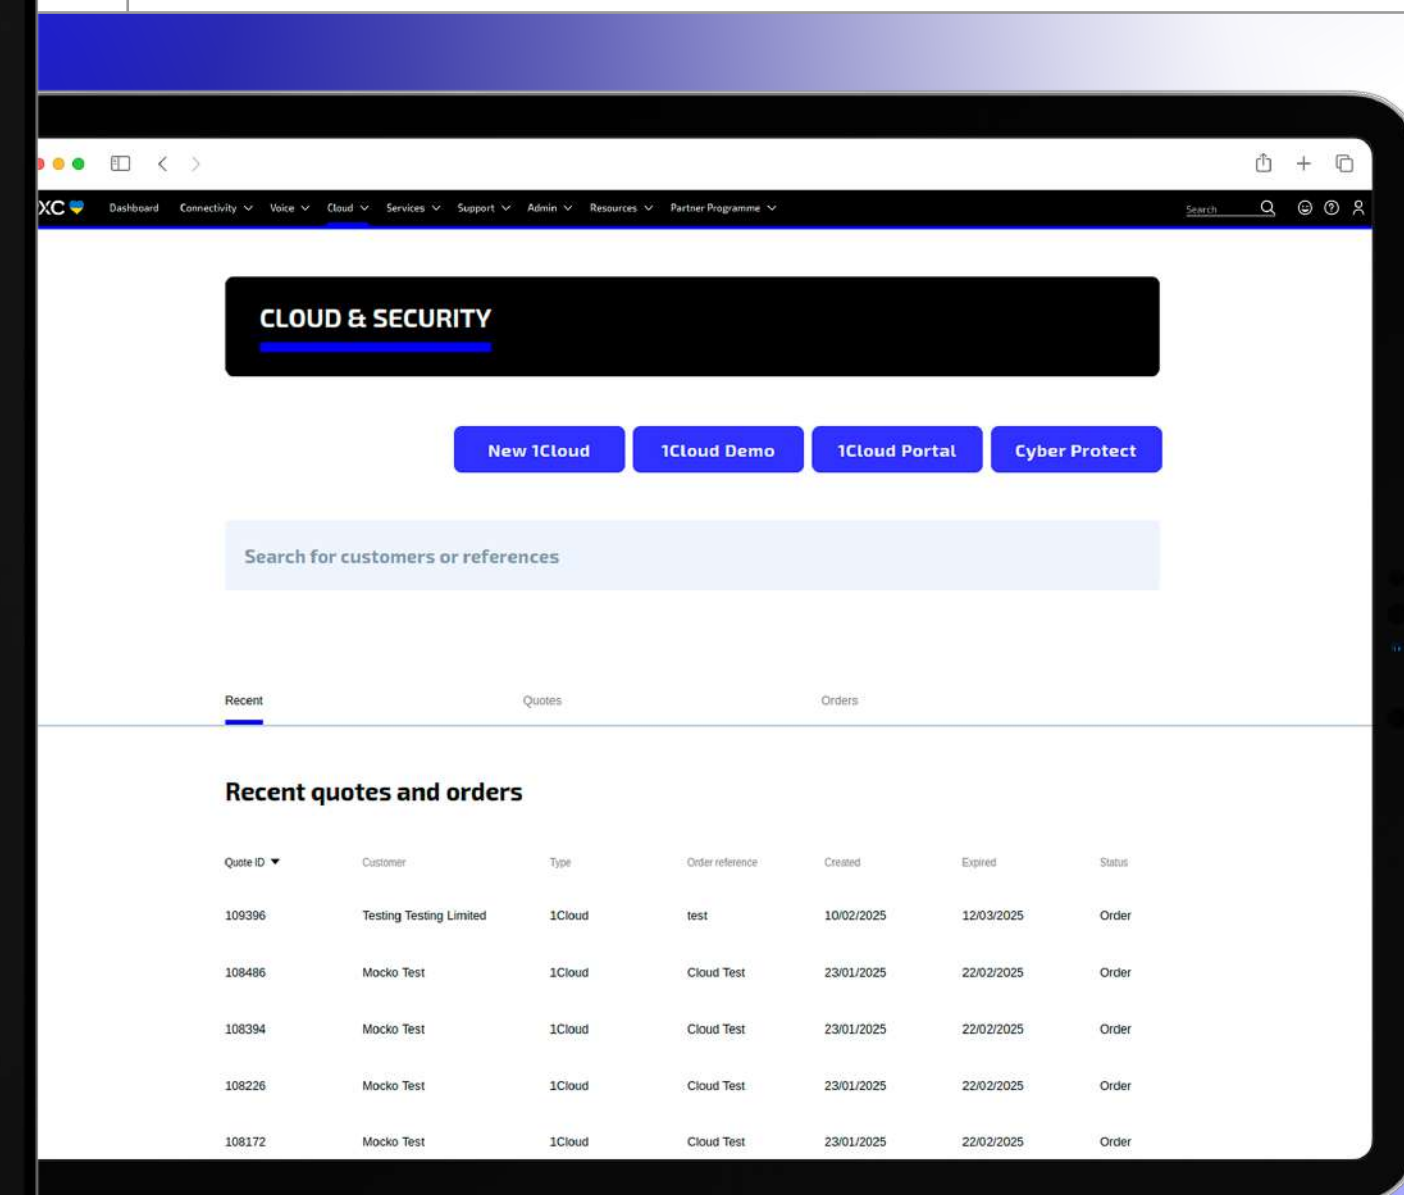 XC
Dashboard Connectivity Voice Cloud Services Support Admin Resources Partner Programme Search
CLOUD & SECURITY
New 1Cloud 1Cloud Demo 1Cloud Portal Cyber Protect
Search for customers or references
Recent Quotes Orders
Recent quotes and orders
Quote ID Customer Type Order reference Created Expired Status
109396 Testing Testing Limited 1Cloud test 10/02/2025 12/03/2025 Order
108486 Mocko Test 1Cloud Cloud Test 23/01/2025 22/02/2025 Order
108394 Mocko Test 1Cloud Cloud Test 23/01/2025 22/02/2025 Order
108226 Mocko Test 1Cloud Cloud Test 23/01/2025 22/02/2025 Order
108172 Mocko Test 1Cloud Cloud Test 23/01/2025 22/02/2025 Order